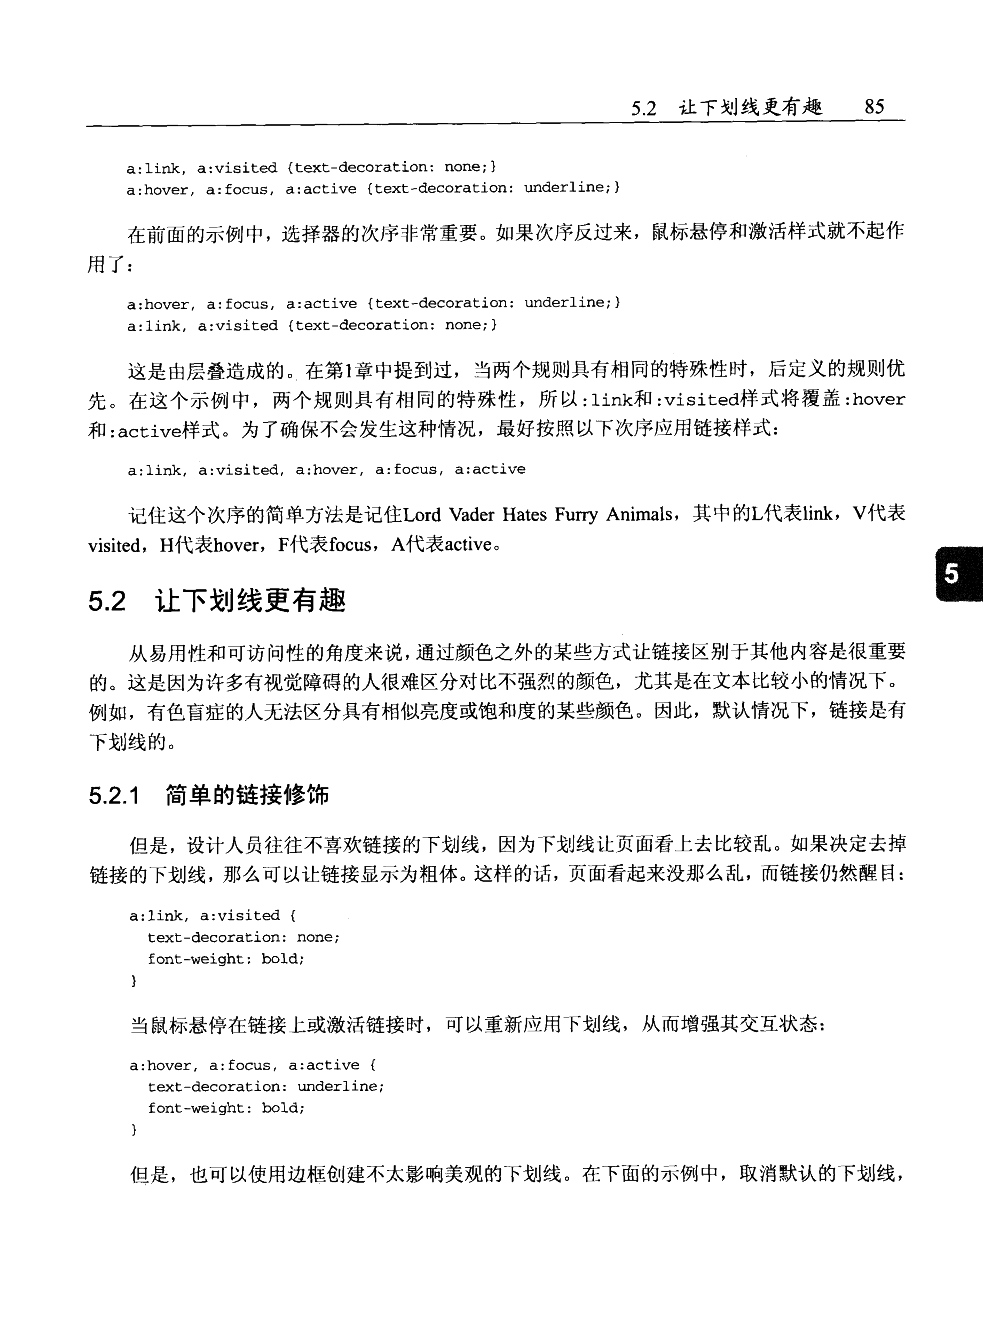 5.2 让下划线更有趣 85
a:link, a:visited {text-decoration: none;}
a:hover, a:focus, a:active {text-decoration: underline;}
在前面的示例中，选择器的次序非常重要。如果次序反过来，鼠标悬停和激活样式就不起作
用了：
a:hover, a:focus, a:active {text-decoration: underline;}
a:link, a:visited {text-decoration: none;}
这是由层叠造成的。在第1章中提到过，当两个规则具有相同的特殊性时，后定义的规则优
先。在这个示例中，两个规则具有相同的特殊性，所以:link和:visited样式将覆盖:hover
和:active样式。为了确保不会发生这种情况，最好按照以下次序应用链接样式：
a:link, a:visited, a:hover, a:focus, a:active
记住这个次序的简单方法是记住Lord Vader Hates Furry Animals，其中的L代表link，V代表
visited，H代表hover，F代表focus，A代表active。
5
5.2 让下划线更有趣
从易用性和可访问性的角度来说，通过颜色之外的某些方式让链接区别于其他内容是很重要
的。这是因为许多有视觉障碍的人很难区分对比不强烈的颜色，尤其是在文本比较小的情况下。
例如，有色盲症的人无法区分具有相似亮度或饱和度的某些颜色。因此，默认情况下，链接是有
下划线的。
5.2.1 简单的链接修饰
但是，设计人员往往不喜欢链接的下划线，因为下划线让页面看上去比较乱。如果决定去掉
链接的下划线，那么可以让链接显示为粗体。这样的话，页面看起来没那么乱，而链接仍然醒目：
a:link, a:visited {
text-decoration: none;
font-weight: bold;
}
当鼠标悬停在链接上或激活链接时，可以重新应用下划线，从而增强其交互状态：
a:hover, a:focus, a:active {
text-decoration: underline;
font-weight: bold;
}
但是，也可以使用边框创建不太影响美观的下划线。在下面的示例中，取消默认的下划线，